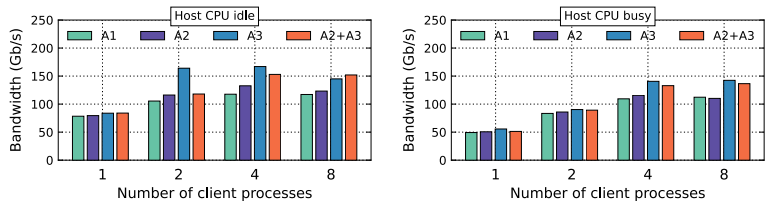 Host CPU idle
A1 A2 A3 A2+A3
Bandwidth (Gb/s)
250
200
150
100
50
0
1 2 4 8
Number of client processes
Host CPU busy
A1 A2 A3 A2+A3
Bandwidth (Gb/s)
250
200
150
100
50
0
1 2 4 8
Number of client processes